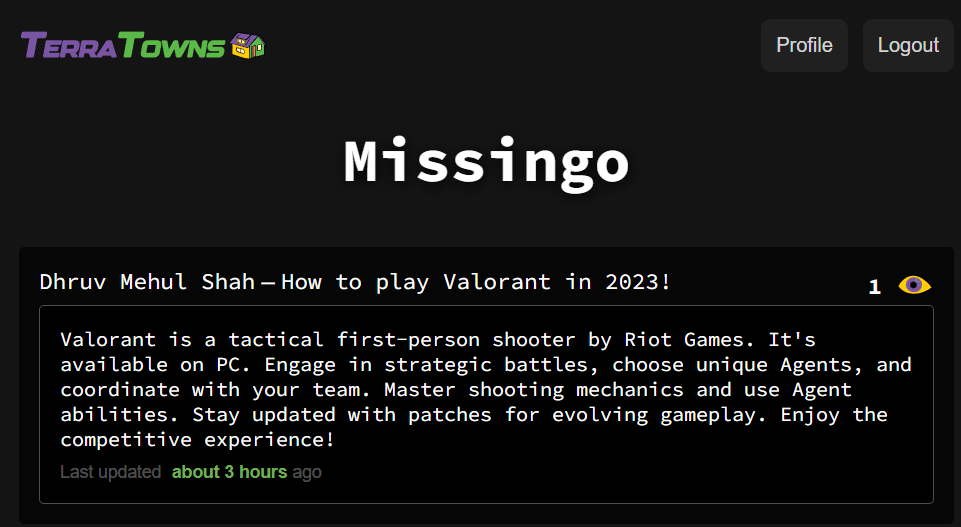 TERRATOWNS
Profile
Logout
Missingo
Dhruv Mehul Shah — How to play Valorant in 2023!
1
Valorant is a tactical first-person shooter by Riot Games. It's
available on PC. Engage in strategic battles, choose unique Agents, and
coordinate with your team. Master shooting mechanics and use Agent
abilities. Stay updated with patches for evolving gameplay. Enjoy the
competitive experience!
Last updated about 3 hours ago